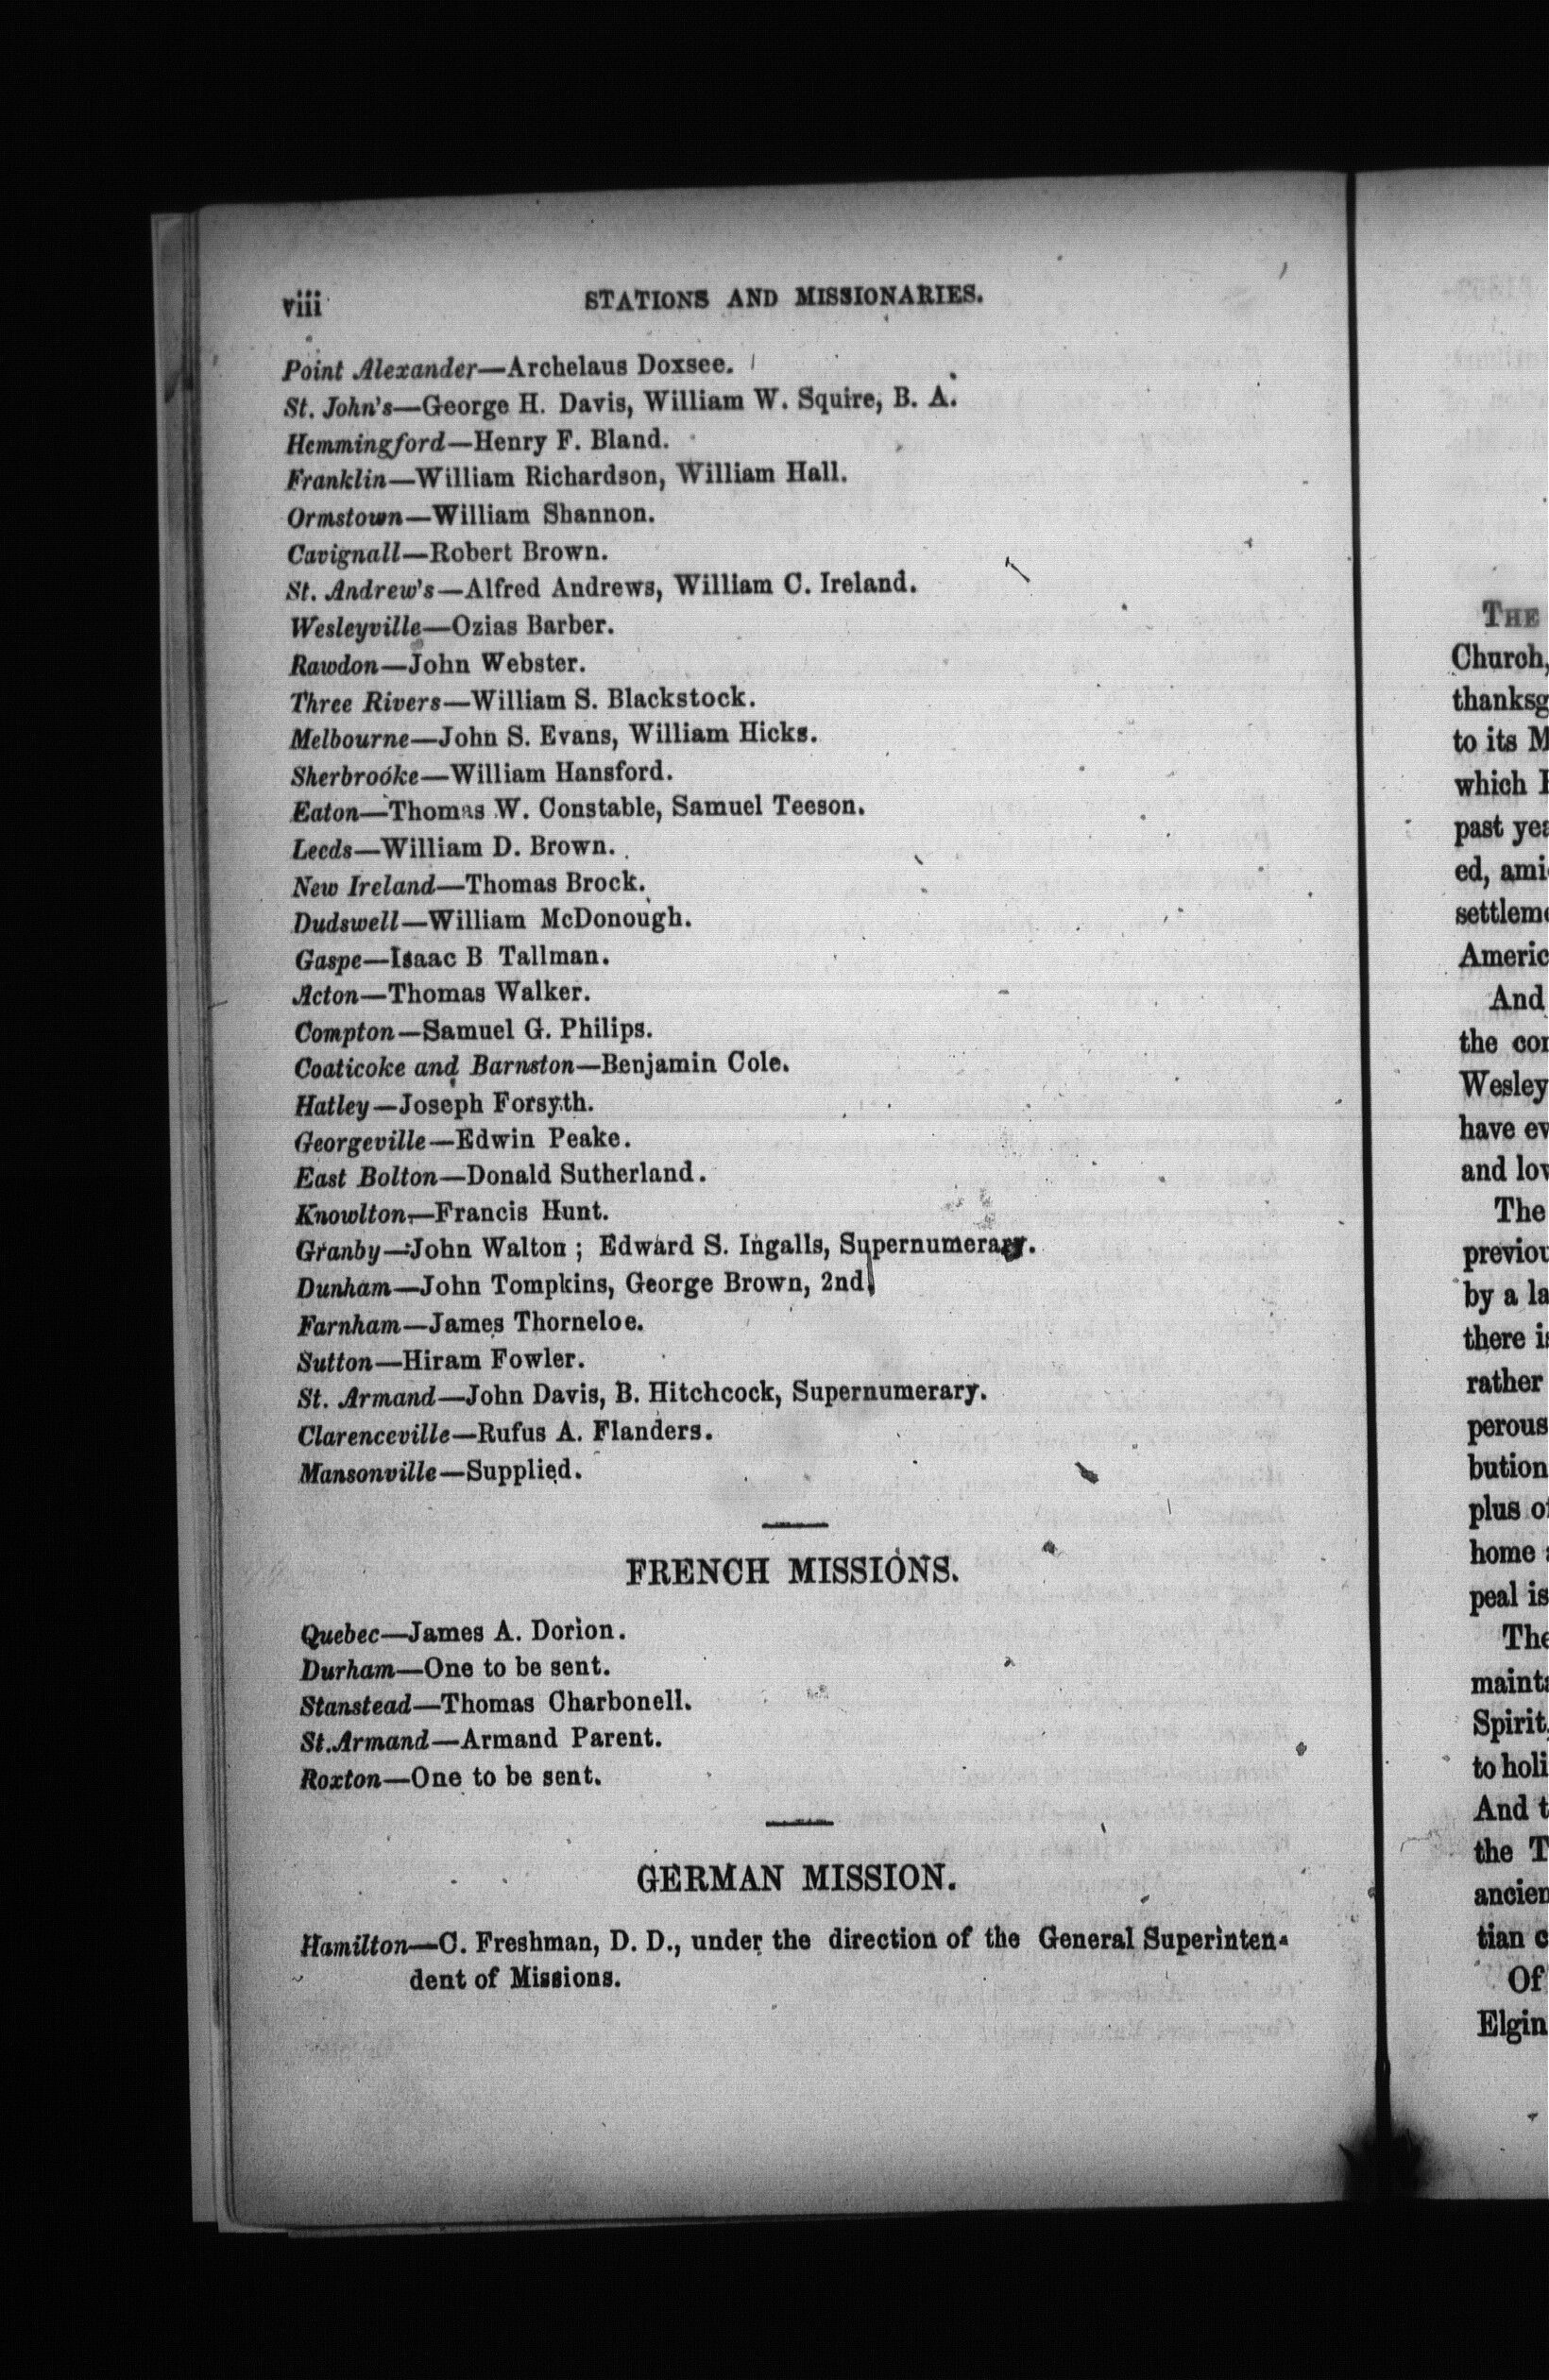 viii STATIONS AND MISSIONARIES.
Point Alexander—Archelaus Doxsee.
St. John's—George H. Davis, William W. Squire, B. A.
Hemmingford—Henry F. Bland.
Franklin—William Richardson, William Hall.
Ormstown—William Shannon.
Cavignall—Robert Brown.
St. Andrew's—Alfred Andrews, William C. Ireland.
Wesleyville—Ozias Barber.
Rawdon—John Webster.
Three Rivers—William S. Blackstock.
Melbourne—John S. Evans, William Hicks.
Sherbrooke—William Hansford.
Eaton—Thomas W. Constable, Samuel Teeson.
Leeds—William D. Brown.
New Ireland—Thomas Brock.
Dudswell—William McDonough.
Gaspe—Isaac B Tallman.
Acton—Thomas Walker.
Compton—Samuel G. Philips.
Coaticoke and Barnston—Benjamin Cole.
Hatley—Joseph Forsyth.
Georgeville—Edwin Peake.
East Bolton—Donald Sutherland.
Knowlton—Francis Hunt.
Granby—John Walton ; Edward S. Ingalls, Supernumerary.
Dunham—John Tompkins, George Brown, 2nd.
Farnham—James Thorneloe.
Sutton—Hiram Fowler.
St. Armand—John Davis, B. Hitchcock, Supernumerary.
Clarenceville—Rufus A. Flanders.
Mansonville—Supplied.
FRENCH MISSIONS.
Quebec—James A. Dorion.
Durham—One to be sent.
Stanstead—Thomas Charbonell.
St.Armand—Armand Parent.
Roxton—One to be sent.
GERMAN MISSION.
Hamilton—C. Freshman, D. D., under the direction of the General Superinten-
dent of Missions.
THE
Church,
thanksg
to its M
which
past yea
ed, ami
settleme
Americ
And
the con
Wesley
have ev
and lov
The
previou
by a la
there is
rather
perous
bution
plus of
home
peal is
The
mainta
Spirit,
to holi
And t
the T
ancien
tian c
Of
Elgin